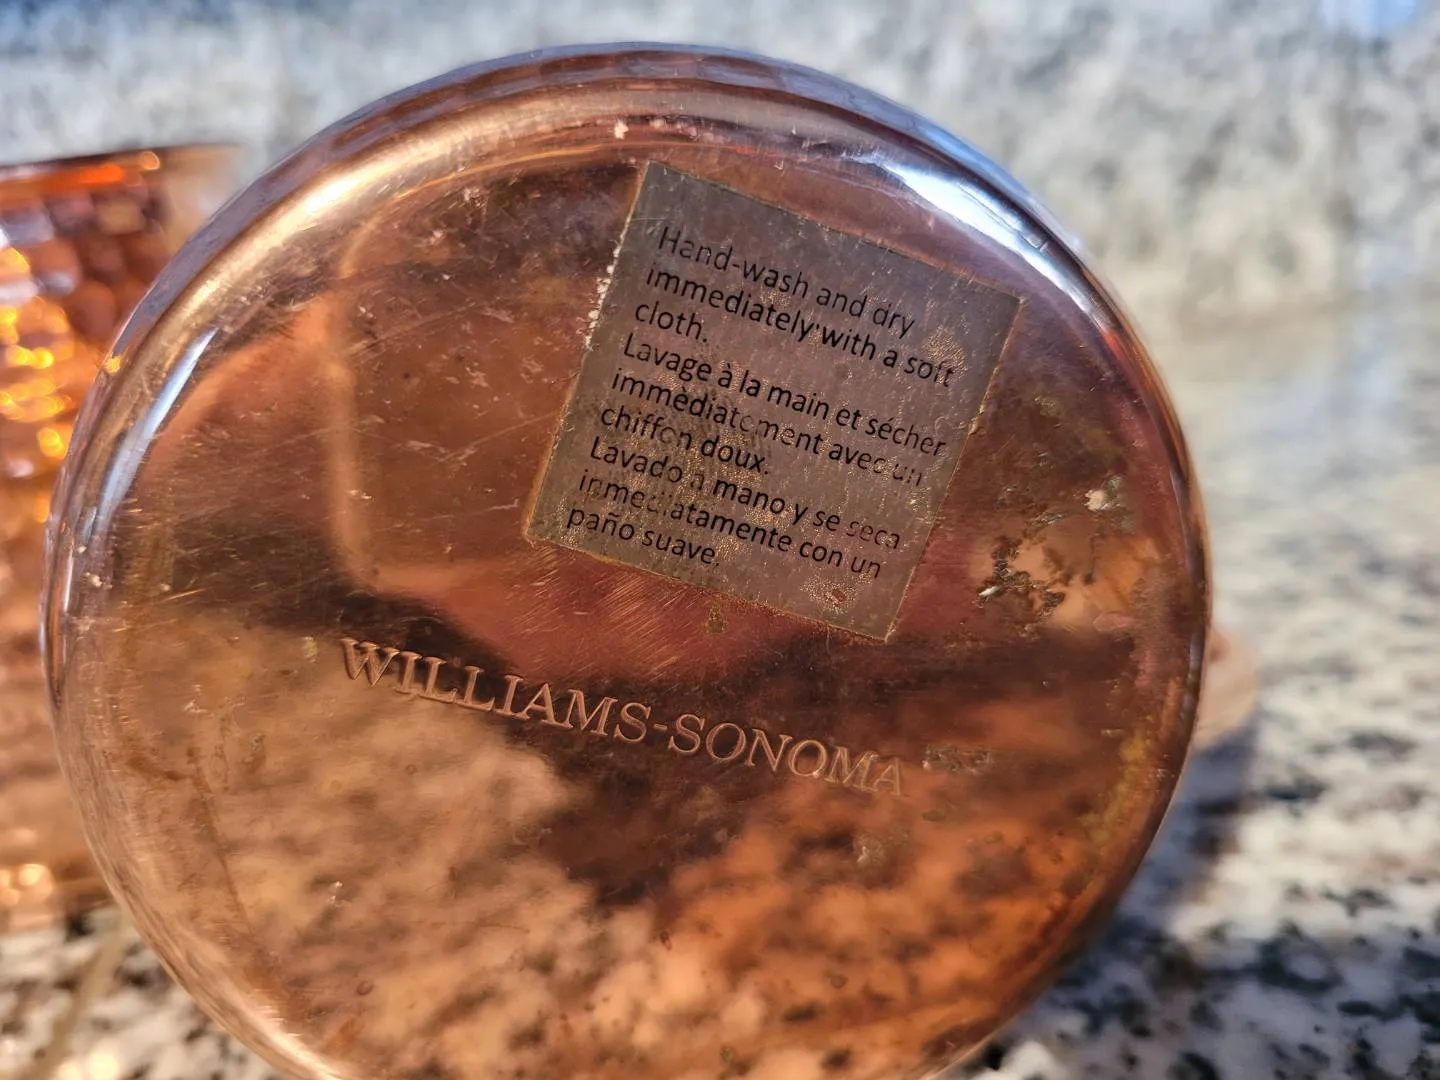 Hand-wash and dry
immediately with a soft
cloth.
Lavage à la main et sécher
immèdiatement avec un
chiffon doux.
Lavado a mano y se seca
inmediatamente con un
paño suave.
WILLIAMS-SONOMA